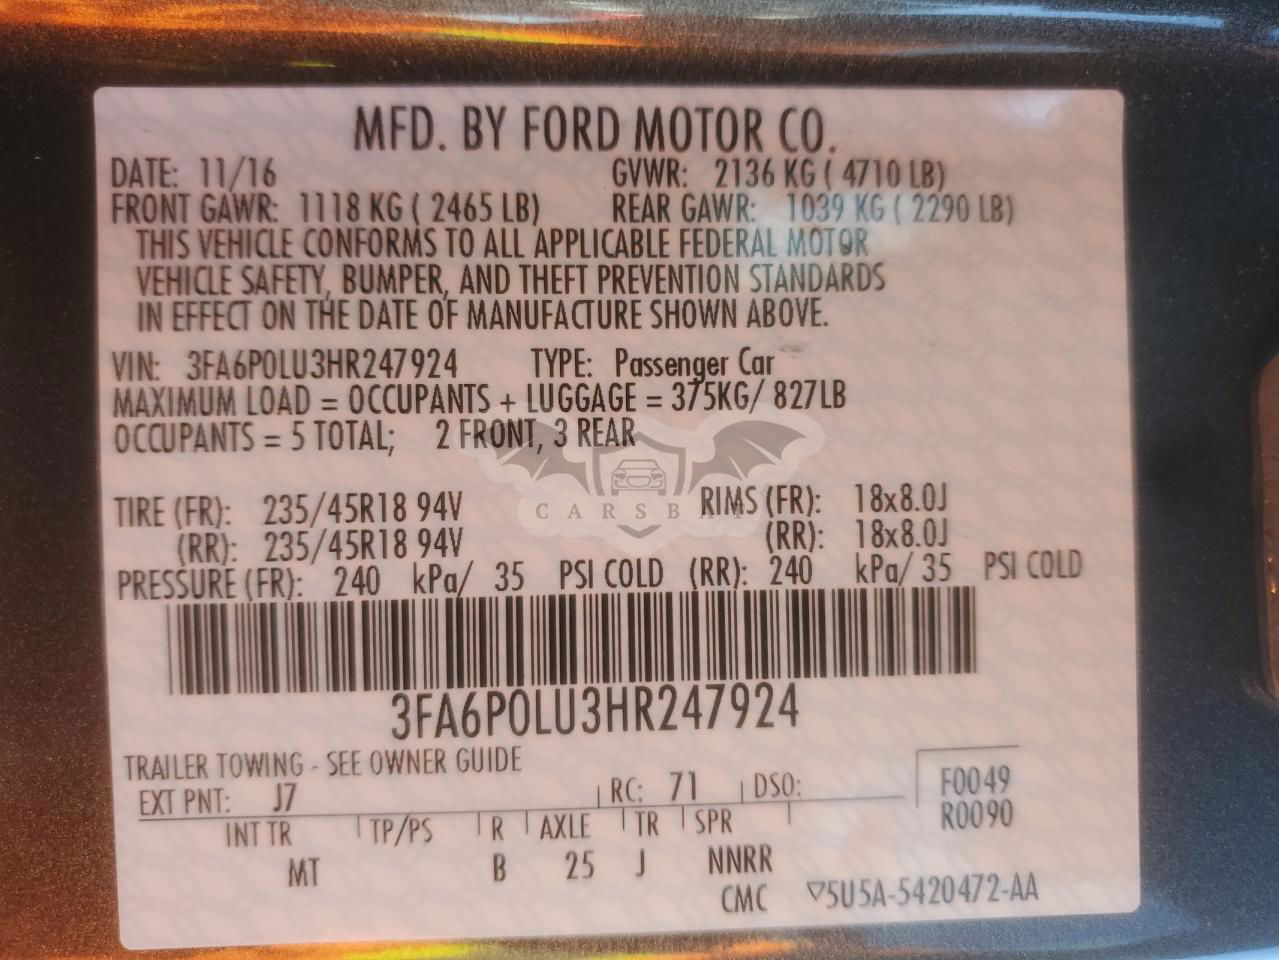 MFD. BY FORD MOTOR CO.
DATE: 11/16 GVWR: 2136 KG ( 4710 LB)
FRONT GAWR: 1118 KG ( 2465 LB) REAR GAWR: 1039 KG ( 2290 LB)
THIS VEHICLE CONFORMS TO ALL APPLICABLE FEDERAL MOTOR
VEHICLE SAFETY, BUMPER, AND THEFT PREVENTION STANDARDS
IN EFFECT ON THE DATE OF MANUFACTURE SHOWN ABOVE.
VIN: 3FA6P0LU3HR247924 TYPE: Passenger Car
MAXIMUM LOAD = OCCUPANTS + LUGGAGE = 375KG/ 827LB
OCCUPANTS = 5 TOTAL; 2 FRONT, 3 REAR
TIRE (FR): 235/45R18 94V RIMS (FR): 18x8.0J
CARSBAT
(RR): 235/45R18 94V (RR): 18x8.0J
PRESSURE (FR): 240 kPa/ 35 PSI COLD (RR): 240 kPa/ 35 PSI COLD
3FA6P0LU3HR247924
TRAILER TOWING - SEE OWNER GUIDE
EXT PNT: J7 RC: 71 DSO: F0049
R0090
INT TR TP/PS R AXLE TR SPR
MT B 25 J NNRR
CMC ▽5U5A-5420472-AA